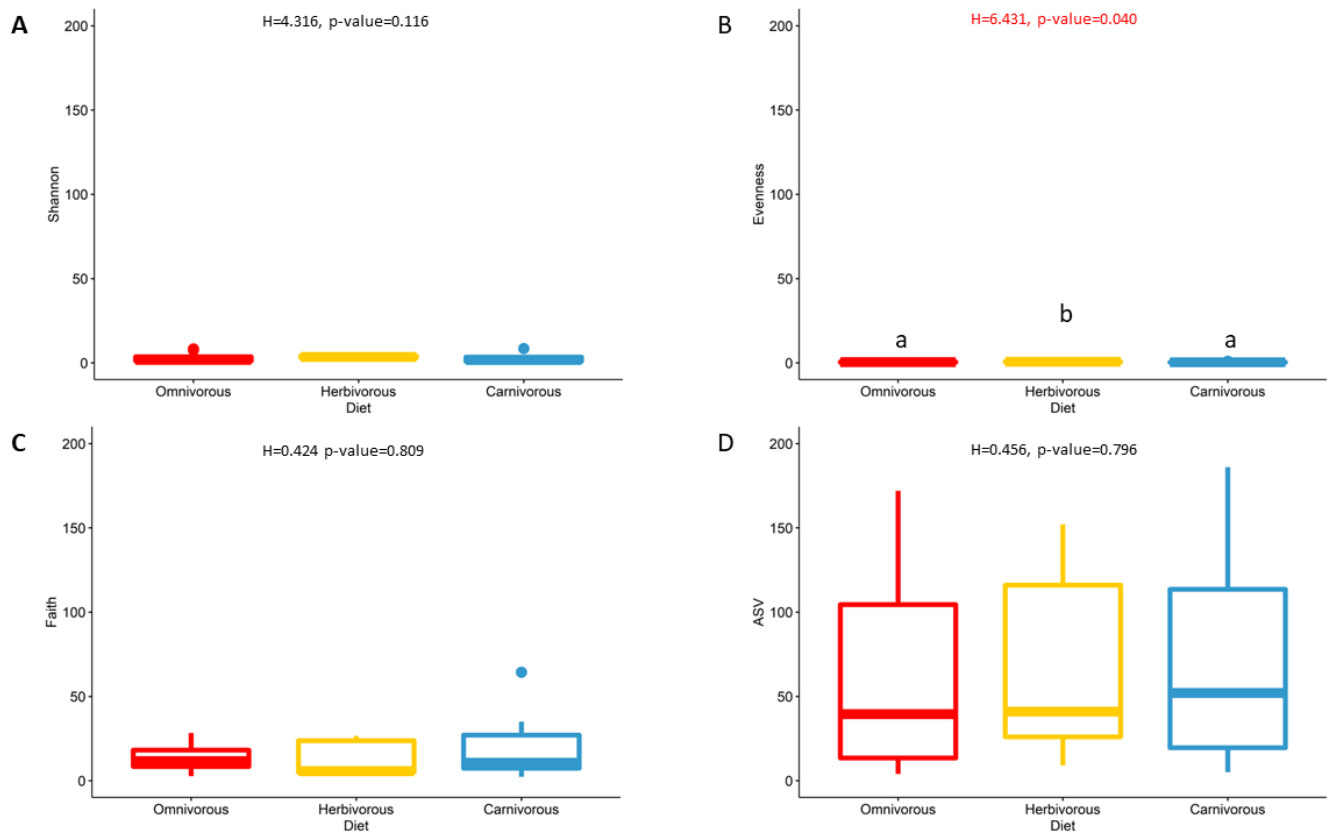 A
H=4.316, p-value=0.116
200
150
100
50
0
Shannon
Omnivorous Herbivorous Carnivorous
Diet
B
H=6.431, p-value=0.040
200
150
100
50
0
Evenness
a b a
Omnivorous Herbivorous Carnivorous
Diet
C
H=0.424 p-value=0.809
200
150
100
50
0
Faith
Omnivorous Herbivorous Carnivorous
Diet
D
H=0.456, p-value=0.796
200
150
100
50
0
ASV
Omnivorous Herbivorous Carnivorous
Diet